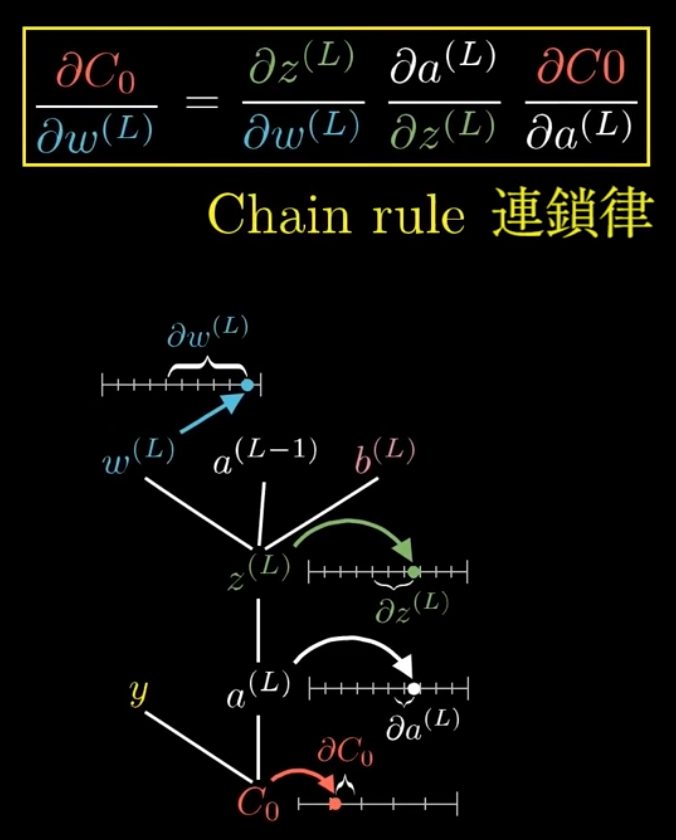 ∂C₀/∂w⁽ᴸ⁾ = ∂z⁽ᴸ⁾/∂w⁽ᴸ⁾ ∂a⁽ᴸ⁾/∂z⁽ᴸ⁾ ∂C0/∂a⁽ᴸ⁾
Chain rule 連鎖律
∂w⁽ᴸ⁾
w⁽ᴸ⁾ a⁽ᴸ⁻¹⁾ b⁽ᴸ⁾
z⁽ᴸ⁾
∂z⁽ᴸ⁾
y a⁽ᴸ⁾
∂a⁽ᴸ⁾
∂C₀
C₀